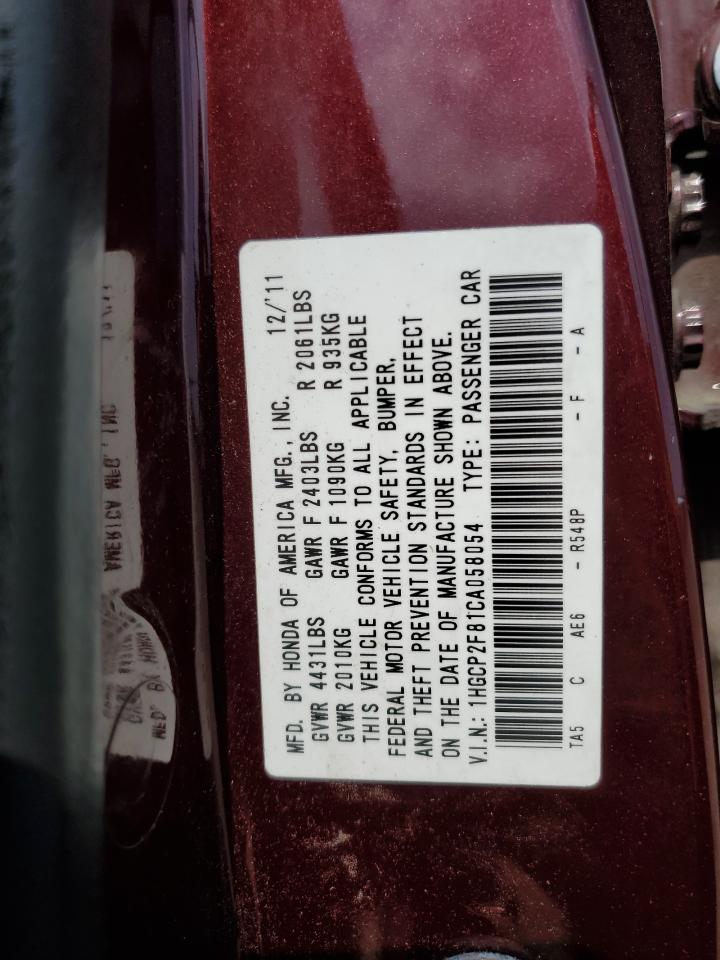 MFD. BY HONDA OF AMERICA MFG., INC. 12/'11
GVWR 4431LBS GAWR F 2403LBS R 2061LBS
GVWR 2010KG GAWR F 1090KG R 935KG
THIS VEHICLE CONFORMS TO ALL APPLICABLE
FEDERAL MOTOR VEHICLE SAFETY, BUMPER,
AND THEFT PREVENTION STANDARDS IN EFFECT
ON THE DATE OF MANUFACTURE SHOWN ABOVE.
V.I.N.: 1HGCP2F81CA058054 TYPE: PASSENGER CAR
TA5 C AE6 - R548P - F - A